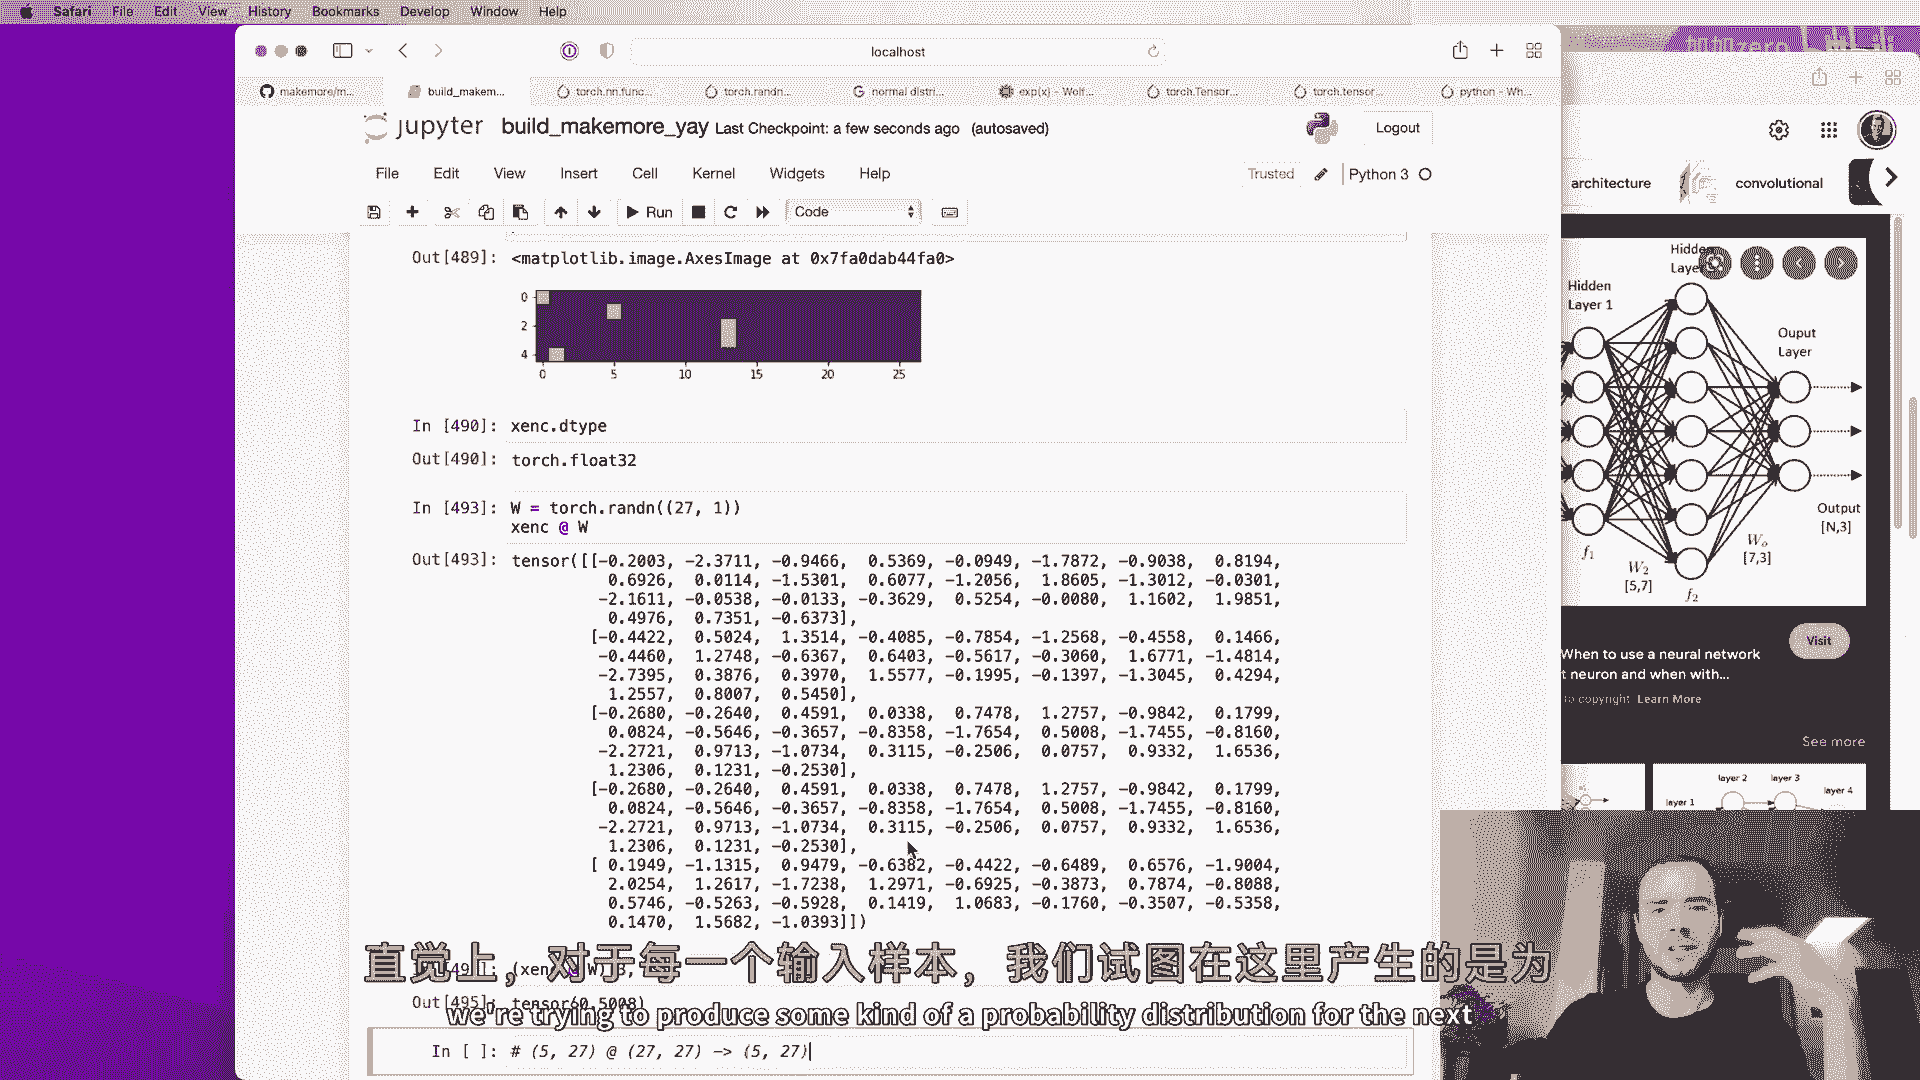 Safari File Edit View History Bookmarks Develop Window Help
localhost
makemore/m... build_makem... torch.nn.func... torch.randn... normal distri... exp(x) - Wolf... torch.Tensor... torch.tensor... python - Wh...
jupyter build_makemore_yay Last Checkpoint: a few seconds ago (autosaved)
Logout
File Edit View Insert Cell Kernel Widgets Help
Trusted Python 3
Run Code
Out[489]: <matplotlib.image.AxesImage at 0x7fa0dab44fa0>
0
2
4
0 5 10 15 20 25
In [490]: xenc.dtype
Out[490]: torch.float32
In [493]: W = torch.randn((27, 1))
xenc @ W
Out[493]: tensor([[-0.2003, -2.3711, -0.9466, 0.5369, -0.0949, -1.7872, -0.9038, 0.8194,
0.6926, 0.0114, -1.5301, 0.6077, -1.2056, 1.8605, -1.3012, -0.0301,
-2.1611, -0.0538, -0.0133, -0.3629, 0.5254, -0.0080, 1.1602, 1.9851,
0.4976, 0.7351, -0.6373],
[-0.4422, 0.5024, 1.3514, -0.4085, -0.7854, -1.2568, -0.4558, 0.1466,
-0.4460, 1.2748, -0.6367, 0.6403, -0.5617, -0.3060, 1.6771, -1.4814,
-2.7395, 0.3876, 0.3970, 1.5577, -0.1995, -0.1397, -1.3045, 0.4294,
1.2557, 0.8007, 0.5450],
[-0.2680, -0.2640, 0.4591, 0.0338, 0.7478, 1.2757, -0.9842, 0.1799,
0.0824, -0.5646, -0.3657, -0.8358, -1.7654, 0.5008, -1.7455, -0.8160,
-2.2721, 0.9713, -1.0734, 0.3115, -0.2506, 0.0757, 0.9332, 1.6536,
1.2306, 0.1231, -0.2530],
[-0.2680, -0.2640, 0.4591, 0.0338, 0.7478, 1.2757, -0.9842, 0.1799,
0.0824, -0.5646, -0.3657, -0.8358, -1.7654, 0.5008, -1.7455, -0.8160,
-2.2721, 0.9713, -1.0734, 0.3115, -0.2506, 0.0757, 0.9332, 1.6536,
1.2306, 0.1231, -0.2530],
[ 0.1949, -1.1315, 0.9479, -0.6382, -0.4422, -0.6489, 0.6576, -1.9004,
2.0254, 1.2617, -1.7238, 1.2971, -0.6925, -0.3873, 0.7874, -0.8088,
0.5746, -0.5263, -0.5928, 0.1419, 1.0683, -0.1760, -0.3507, -0.5358,
0.1470, 1.5682, -1.0393]])
直觉上，对于每一个输入样本，我们试图在这里产生的是为
Out[495]: tensor(0.5008)
we're trying to produce some kind of a probability distribution for the next
In [ ]: # (5, 27) @ (27, 27) -> (5, 27)
architecture convolutional
Hidden
Layer
Hidden
Layer 1
Ouput
Layer
Output
[N,3]
f₁
W₂
[5,7]
f₂
Wₒ
[7,3]
Visit
When to use a neural network
t neuron and when with...
to copyright Learn More
See more
layer 1 layer 2 layer 3 layer 4